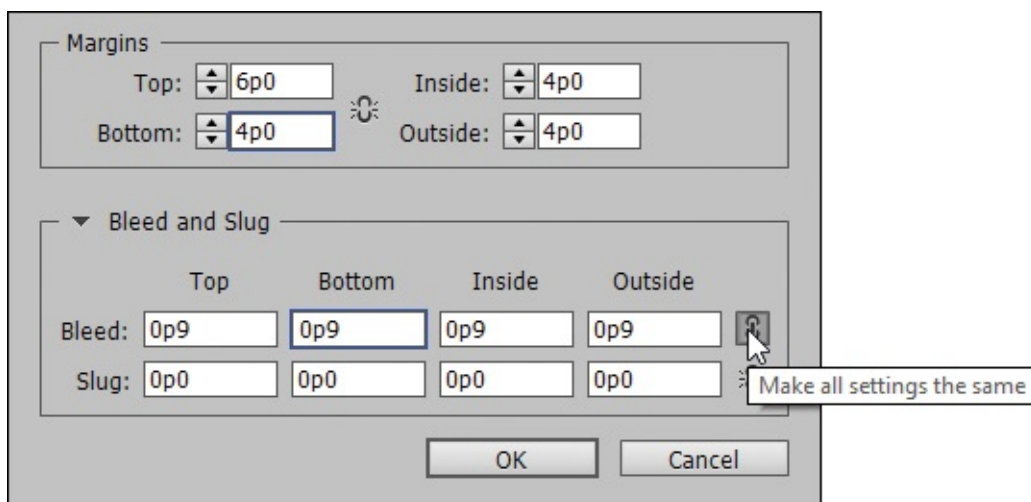 Margins
Top: 6p0 Inside: 4p0
Bottom: 4p0 Outside: 4p0
Bleed and Slug
Top Bottom Inside Outside
Bleed: 0p9 0p9 0p9 0p9
Slug: 0p0 0p0 0p0 0p0
Make all settings the same
OK Cancel